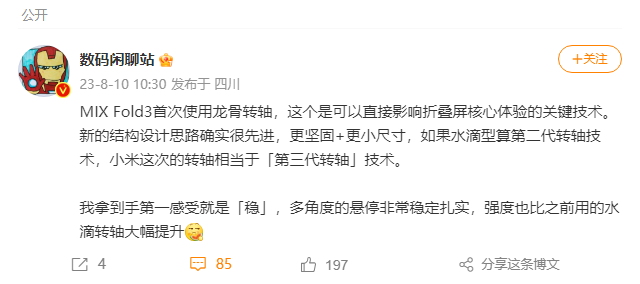 公开
数码闲聊站
+关注
23-8-10 10:30 发布于 四川
MIX Fold3首次使用龙骨转轴，这个是可以直接影响折叠屏核心体验的关键技术。
新的结构设计思路确实很先进，更坚固+更小尺寸，如果水滴型算第二代转轴技
术，小米这次的转轴相当于「第三代转轴」技术。
我拿到手第一感受就是「稳」，多角度的悬停非常稳定扎实，强度也比之前用的水
滴转轴大幅提升
4
85
197
分享这条博文